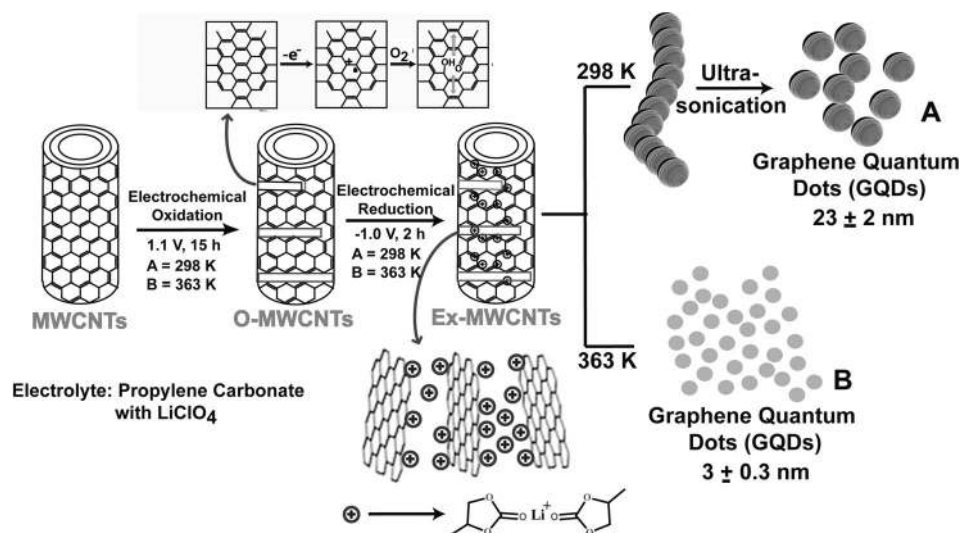 -e⁻
O₂
+
OH
O
298 K
Ultra-
sonication
A
Graphene Quantum
Dots (GQDs)
23 ± 2 nm
Electrochemical
Oxidation
1.1 V, 15 h
A = 298 K
B = 363 K
Electrochemical
Reduction
-1.0 V, 2 h
A = 298 K
B = 363 K
MWCNTs
O-MWCNTs
Ex-MWCNTs
363 K
B
Graphene Quantum
Dots (GQDs)
3 ± 0.3 nm
Electrolyte: Propylene Carbonate
with LiClO₄
O
O
O Li⁺ O
O
O